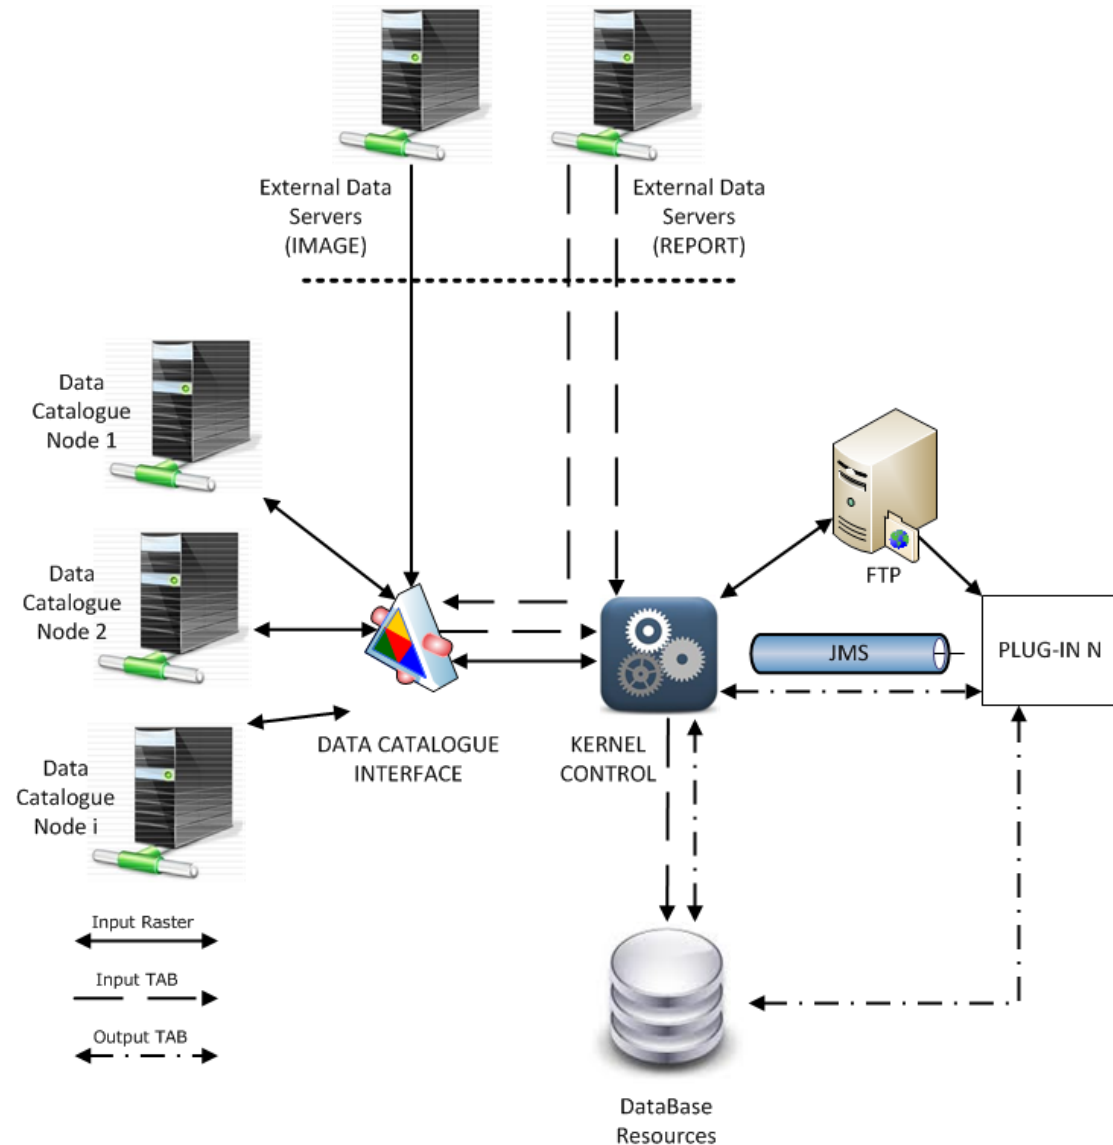 External Data
Servers
(IMAGE)
External Data
Servers
(REPORT)
Data
Catalogue
Node 1
Data
Catalogue
Node 2
Data
Catalogue
Node i
FTP
JMS
PLUG-IN N
DATA CATALOGUE
INTERFACE
KERNEL
CONTROL
Input Raster
Input TAB
Output TAB
DataBase
Resources